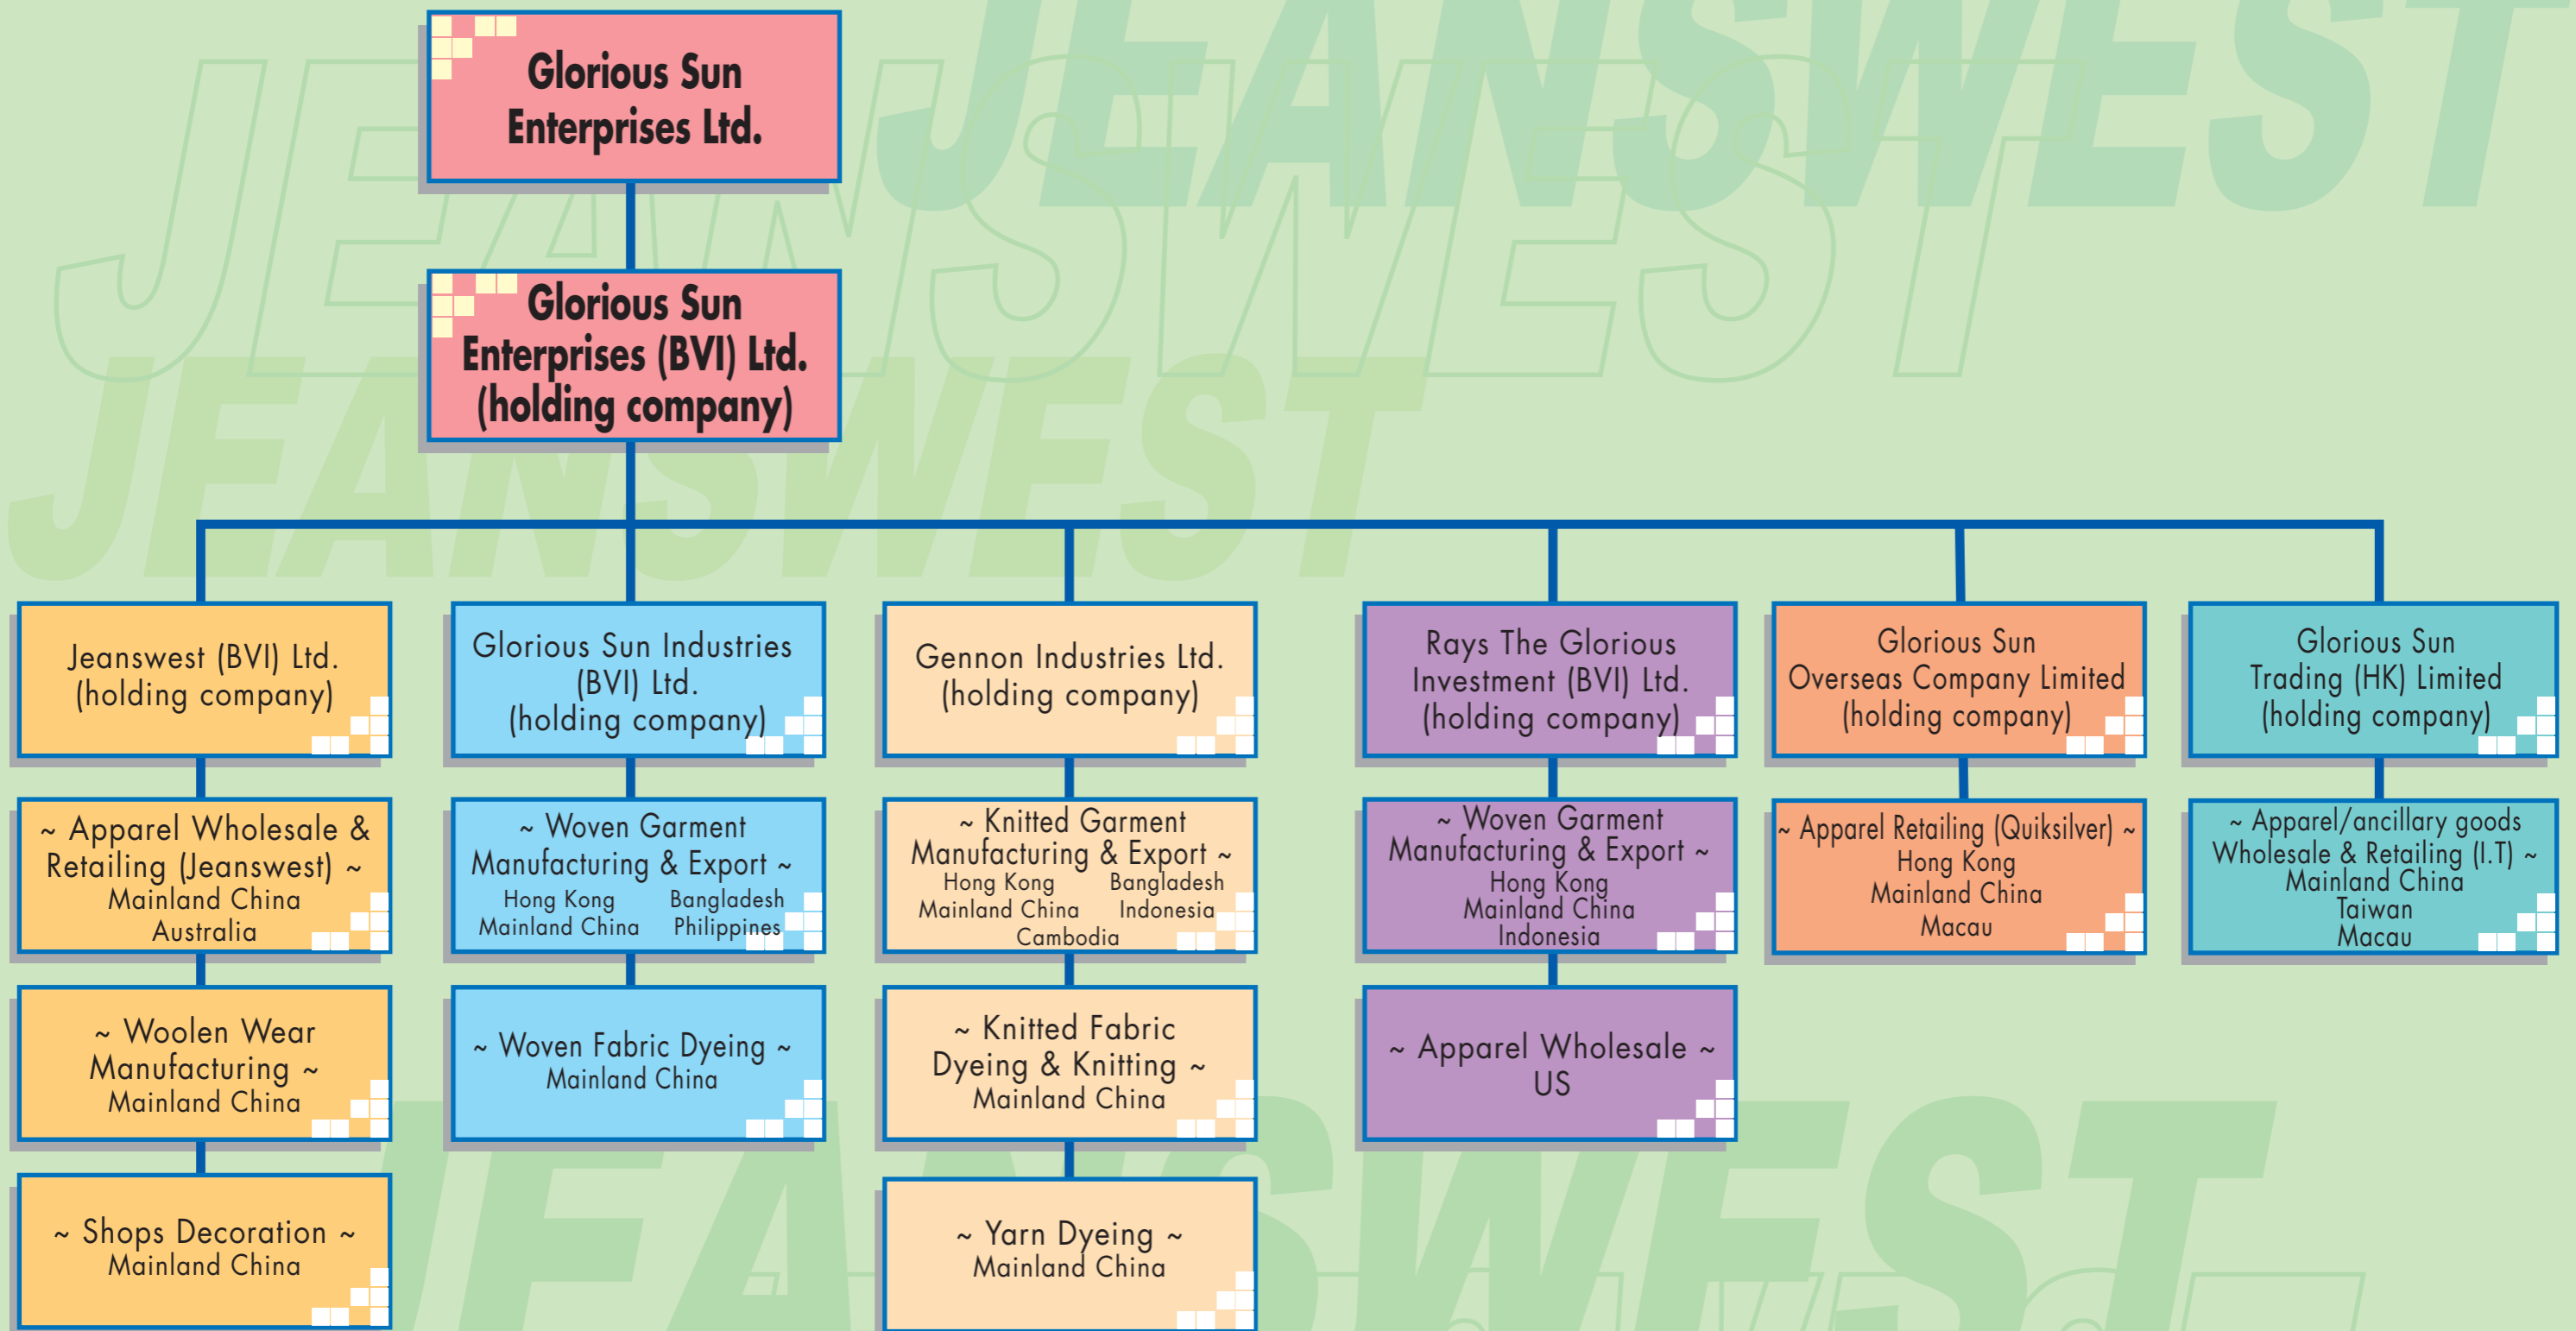 JEANSWEST
JEANSWEST
JEANSWEST
Glorious Sun
Enterprises Ltd.
Glorious Sun
Enterprises (BVI) Ltd.
(holding company)
Jeanswest (BVI) Ltd.
(holding company)
~ Apparel Wholesale &
Retailing (Jeanswest) ~
Mainland China
Australia
~ Woolen Wear
Manufacturing ~
Mainland China
~ Shops Decoration ~
Mainland China
Glorious Sun Industries
(BVI) Ltd.
(holding company)
~ Woven Garment
Manufacturing & Export ~
Hong Kong Bangladesh
Mainland China Philippines
~ Woven Fabric Dyeing ~
Mainland China
Gennon Industries Ltd.
(holding company)
~ Knitted Garment
Manufacturing & Export ~
Hong Kong Bangladesh
Mainland China Indonesia
Cambodia
~ Knitted Fabric
Dyeing & Knitting ~
Mainland China
~ Yarn Dyeing ~
Mainland China
Rays The Glorious
Investment (BVI) Ltd.
(holding company)
~ Woven Garment
Manufacturing & Export ~
Hong Kong
Mainland China
Indonesia
~ Apparel Wholesale ~
US
Glorious Sun
Overseas Company Limited
(holding company)
~ Apparel Retailing (Quiksilver) ~
Hong Kong
Mainland China
Macau
Glorious Sun
Trading (HK) Limited
(holding company)
~ Apparel/ancillary goods
Wholesale & Retailing (I.T) ~
Mainland China
Taiwan
Macau
JEANSWEST